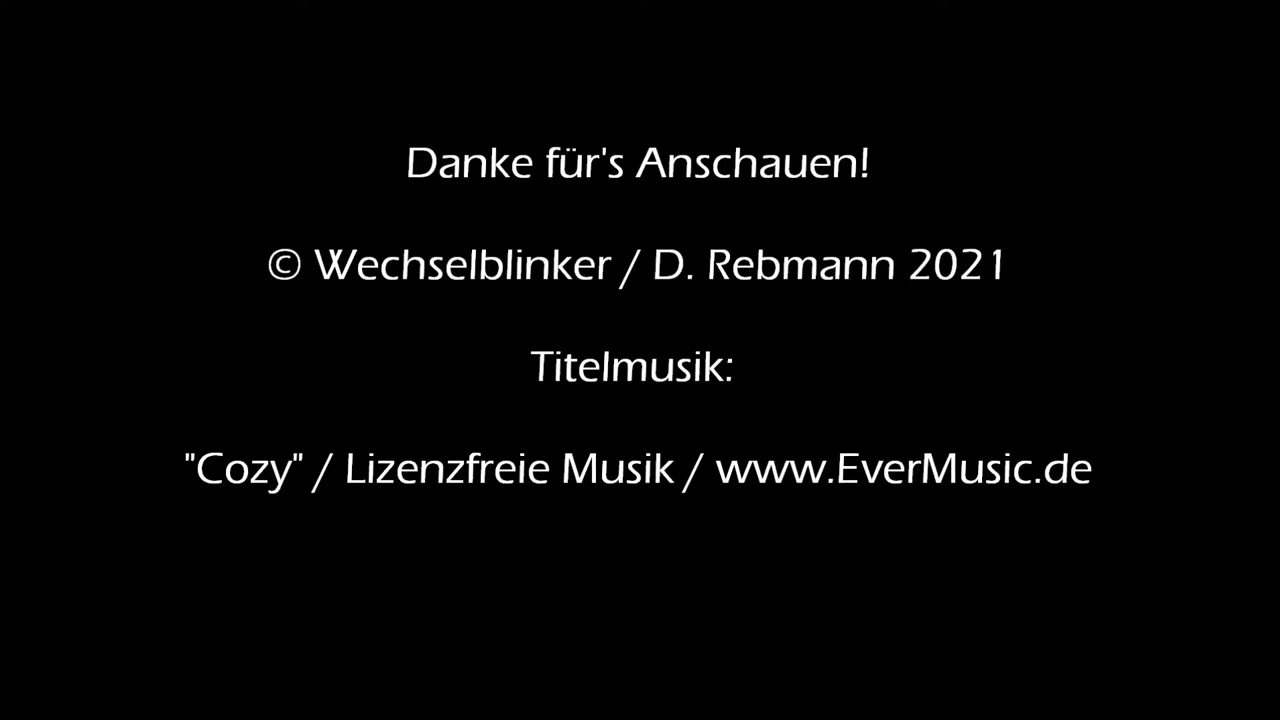 Danke für's Anschauen!
© Wechselblinker / D. Rebmann 2021
Titelmusik:
"Cozy" / Lizenzfreie Musik / www.EverMusic.de